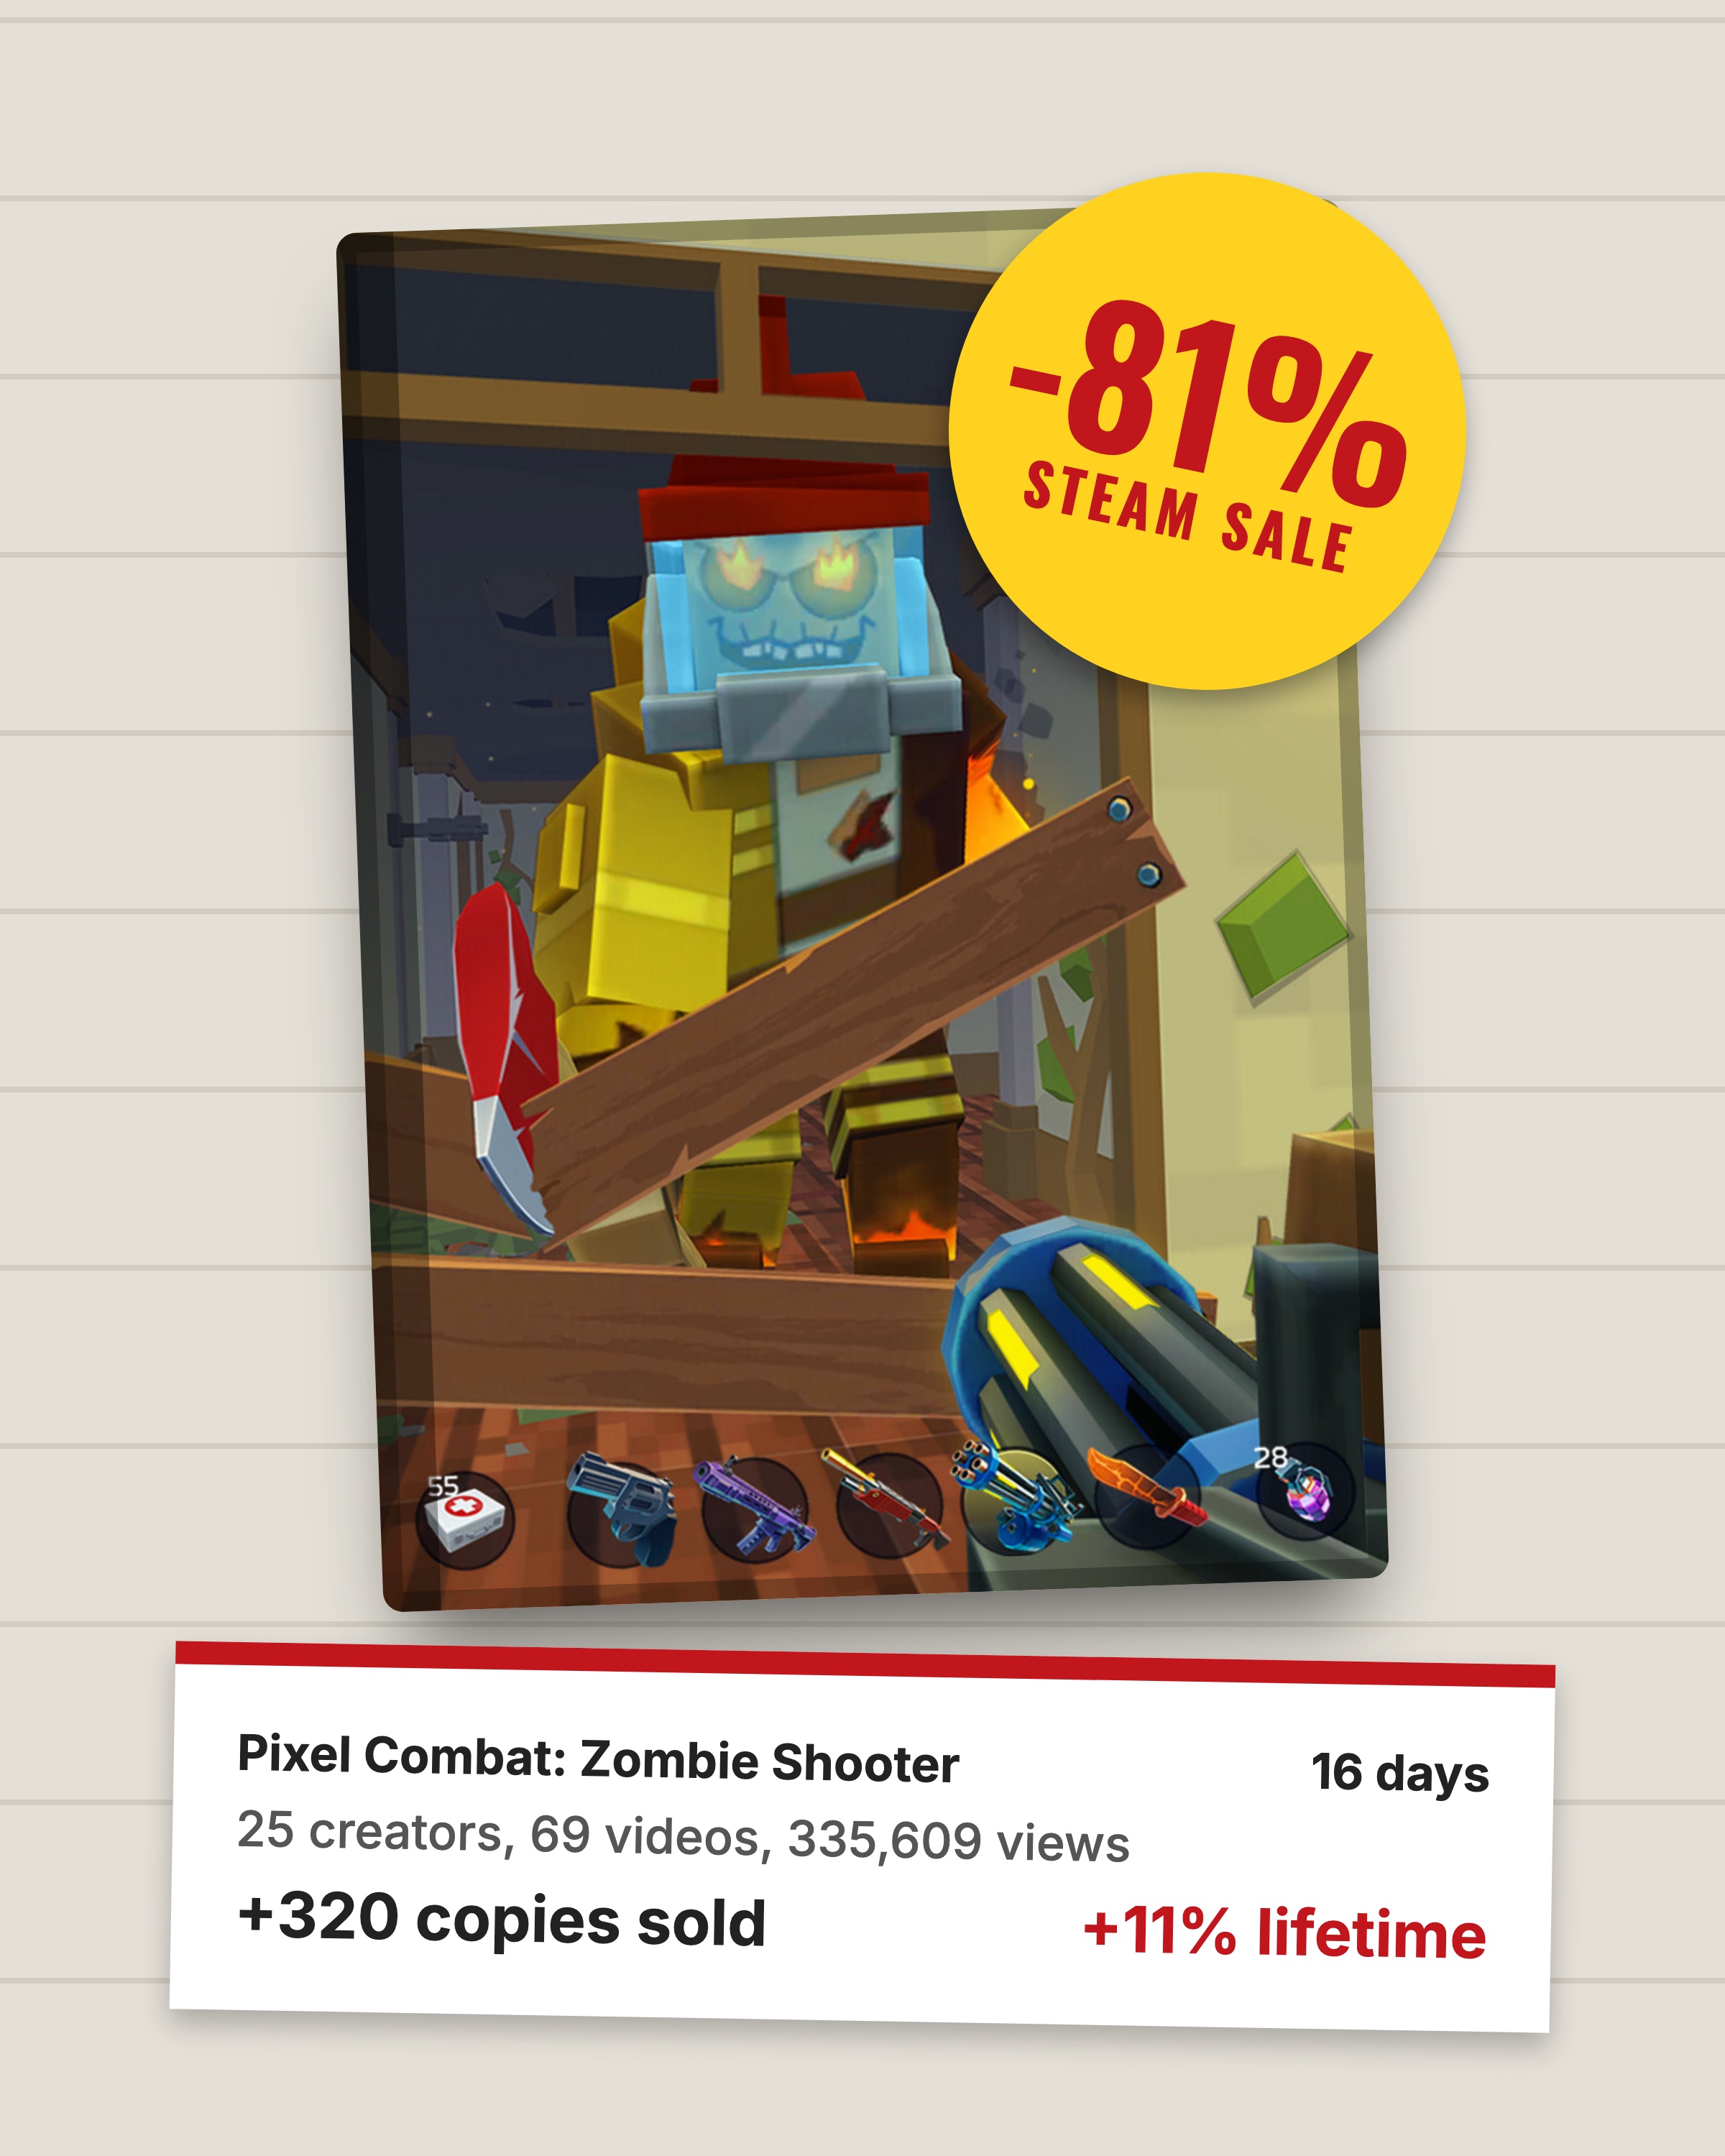 -81%
STEAM SALE
55
28
Pixel Combat: Zombie Shooter
16 days
25 creators, 69 videos, 335,609 views
+320 copies sold
+11% lifetime